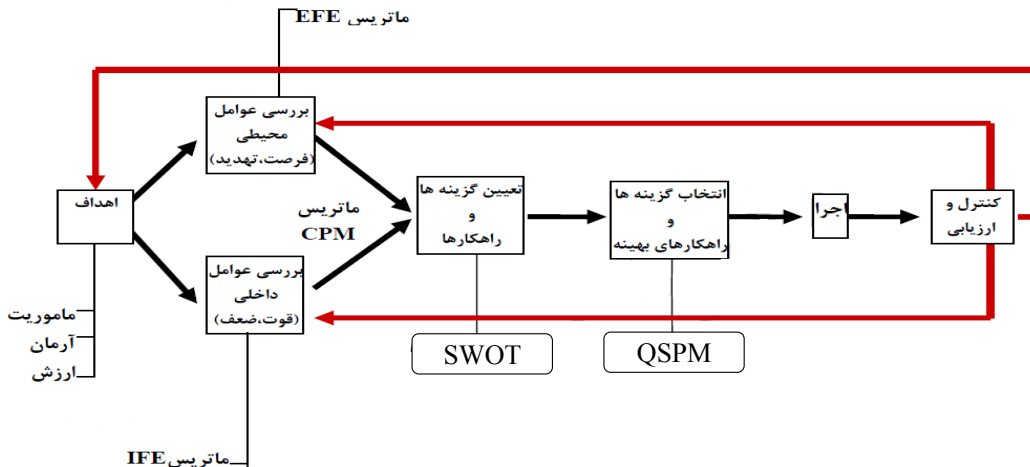 ماتریس EFE
بررسی عوامل
محیطی
(فرصت،تهدید)
اهداف
ماموریت
آرمان
ارزش
ماتریس
CPM
بررسی عوامل
داخلی
(قوت،ضعف)
ماتریس IFE
تعیین گزینه ها
و
راهکارها
SWOT
انتخاب گزینه ها
و
راهکارهای بهینه
QSPM
اجرا
کنترل و
ارزیابی